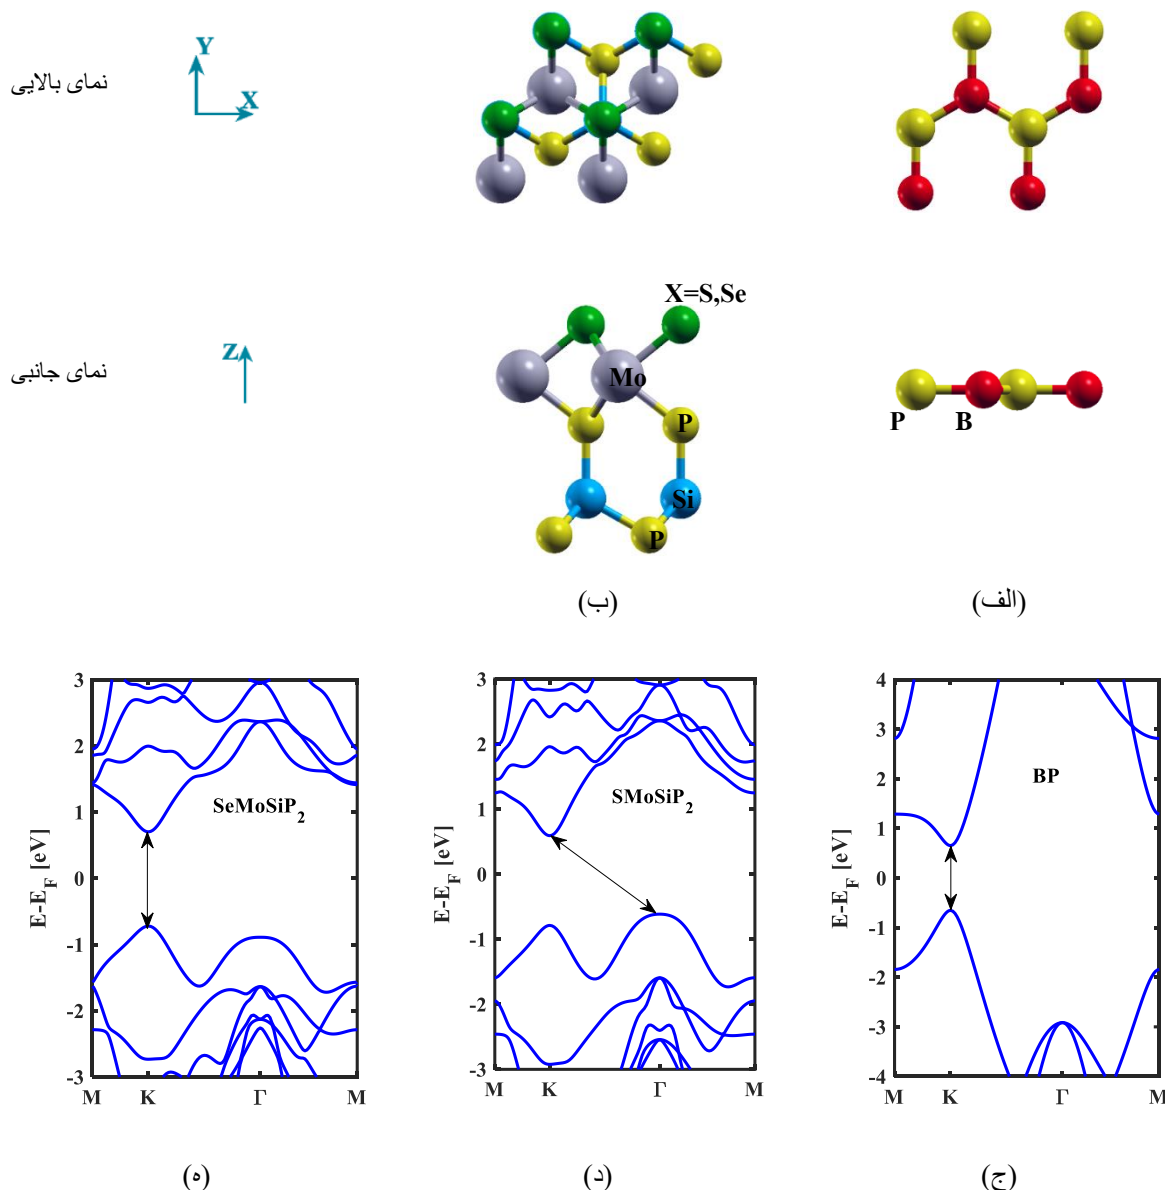 نمای بالایی
Y
X
نمای جانبی
Z
X=S,Se
Mo
P
Si
P
P B
(ب)
(الف)
3
2
1
0
-1
-2
-3
E-E_F [eV]
SeMoSiP₂
M K Γ M
3
2
1
0
-1
-2
-3
E-E_F [eV]
SMoSiP₂
M K Γ M
4
3
2
1
0
-1
-2
-3
-4
E-E_F [eV]
BP
M K Γ M
(ه)
(د)
(ج)